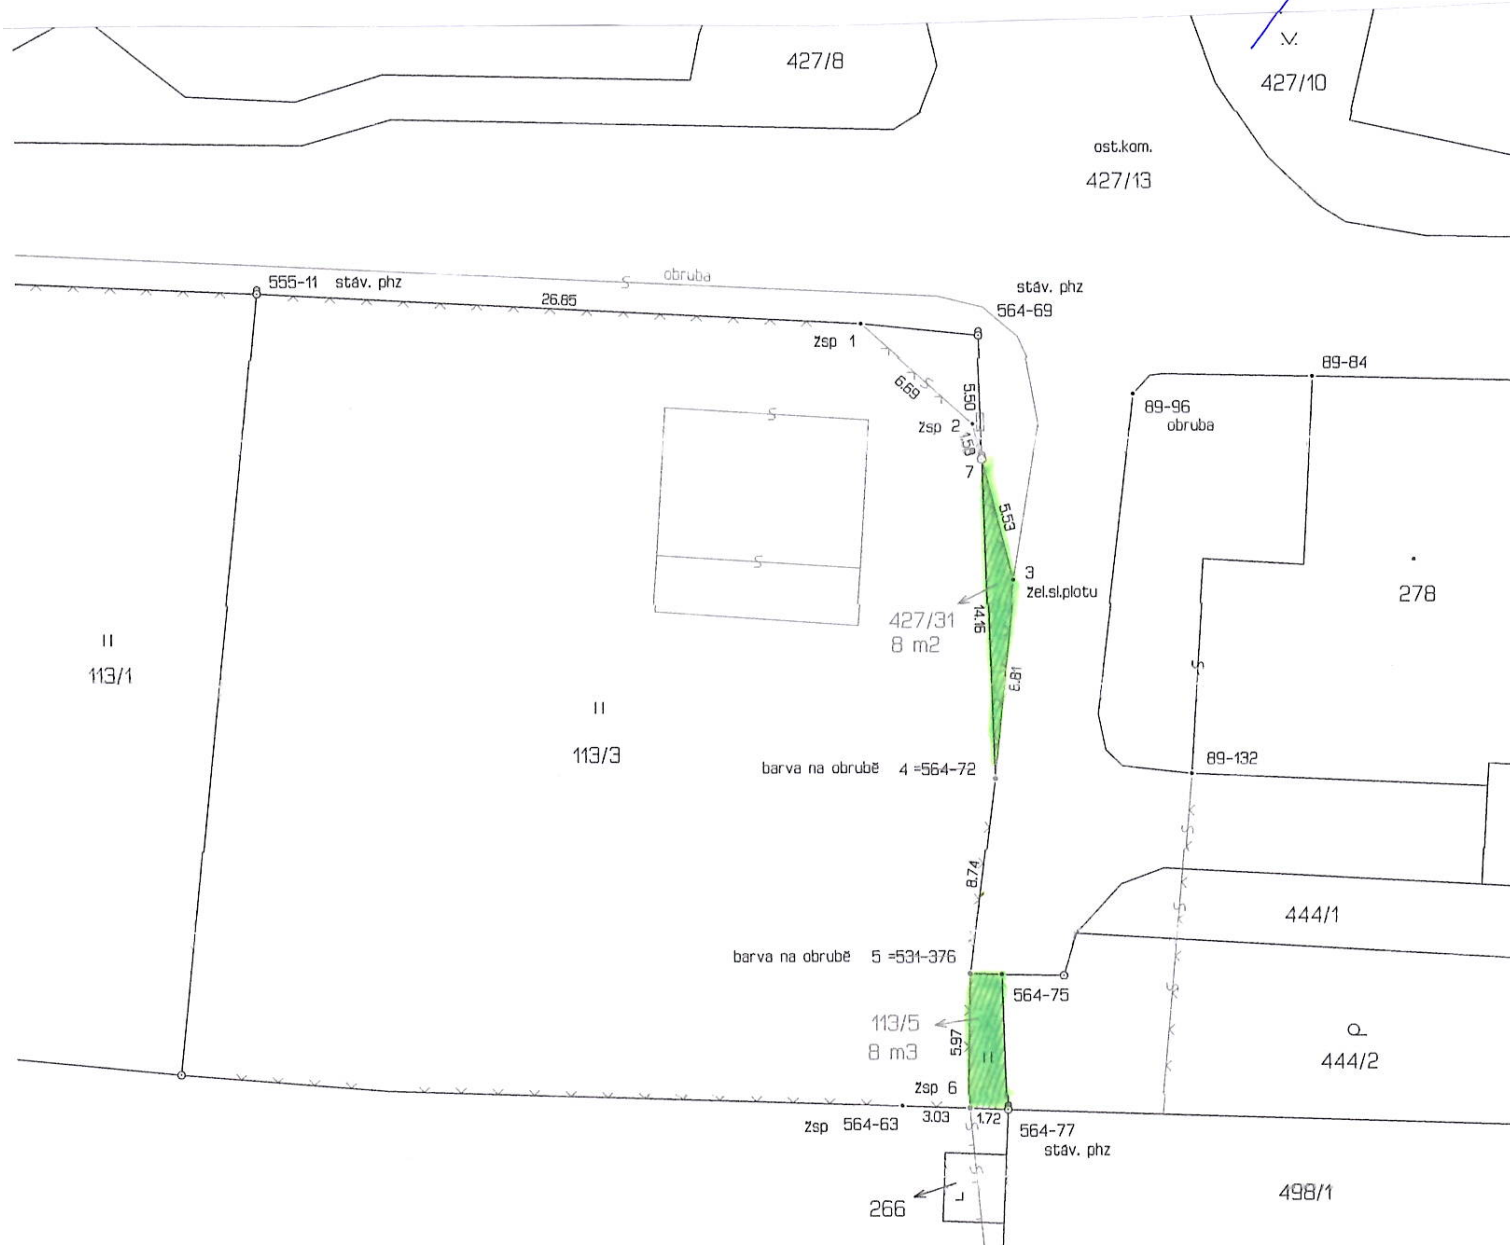 427/8
427/10
ost.kom.
427/13
obruba
555-11 stáv. phz
26.85
stáv. phz
564-69
žsp 1
6.69
5.50
žsp 2
1.58
7
89-84
89-96
obruba
5.53
3
žel.sl.plotu
278
427/31
8 m2
14.16
6.81
113/1
113/3
barva na obrubě 4 =564-72
89-132
8.74
444/1
barva na obrubě 5 =531-376
564-75
113/5
8 m3
5.97
444/2
žsp 6
žsp 564-63
3.03
1.72
564-77
stáv. phz
266
498/1